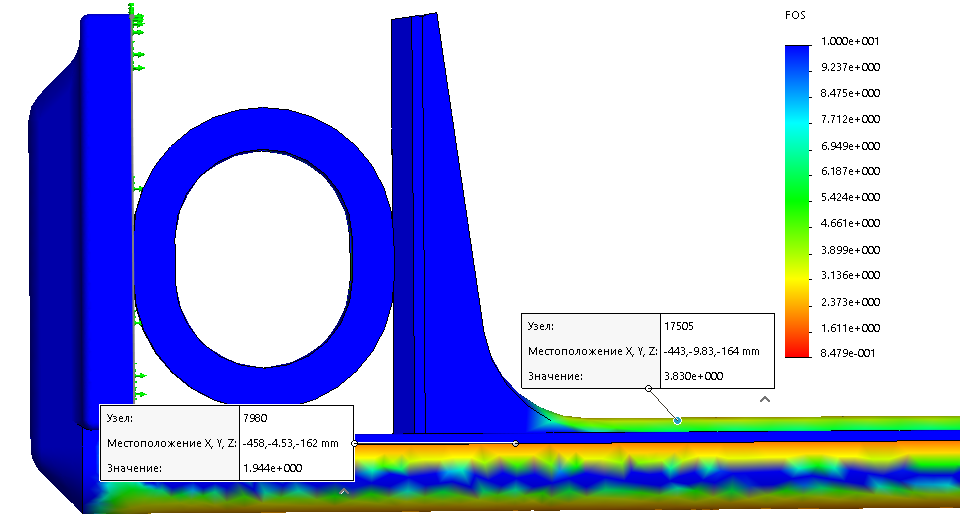 FOS
1.000e+001
9.237e+000
8.475e+000
7.712e+000
6.949e+000
6.187e+000
5.424e+000
4.661e+000
3.899e+000
3.136e+000
2.373e+000
1.611e+000
8.479e-001
Узел: 17505
Местоположение X, Y, Z: -443,-9.83,-164 mm
Значение: 3.830e+000
Узел: 7980
Местоположение X, Y, Z: -458,-4.53,-162 mm
Значение: 1.944e+000